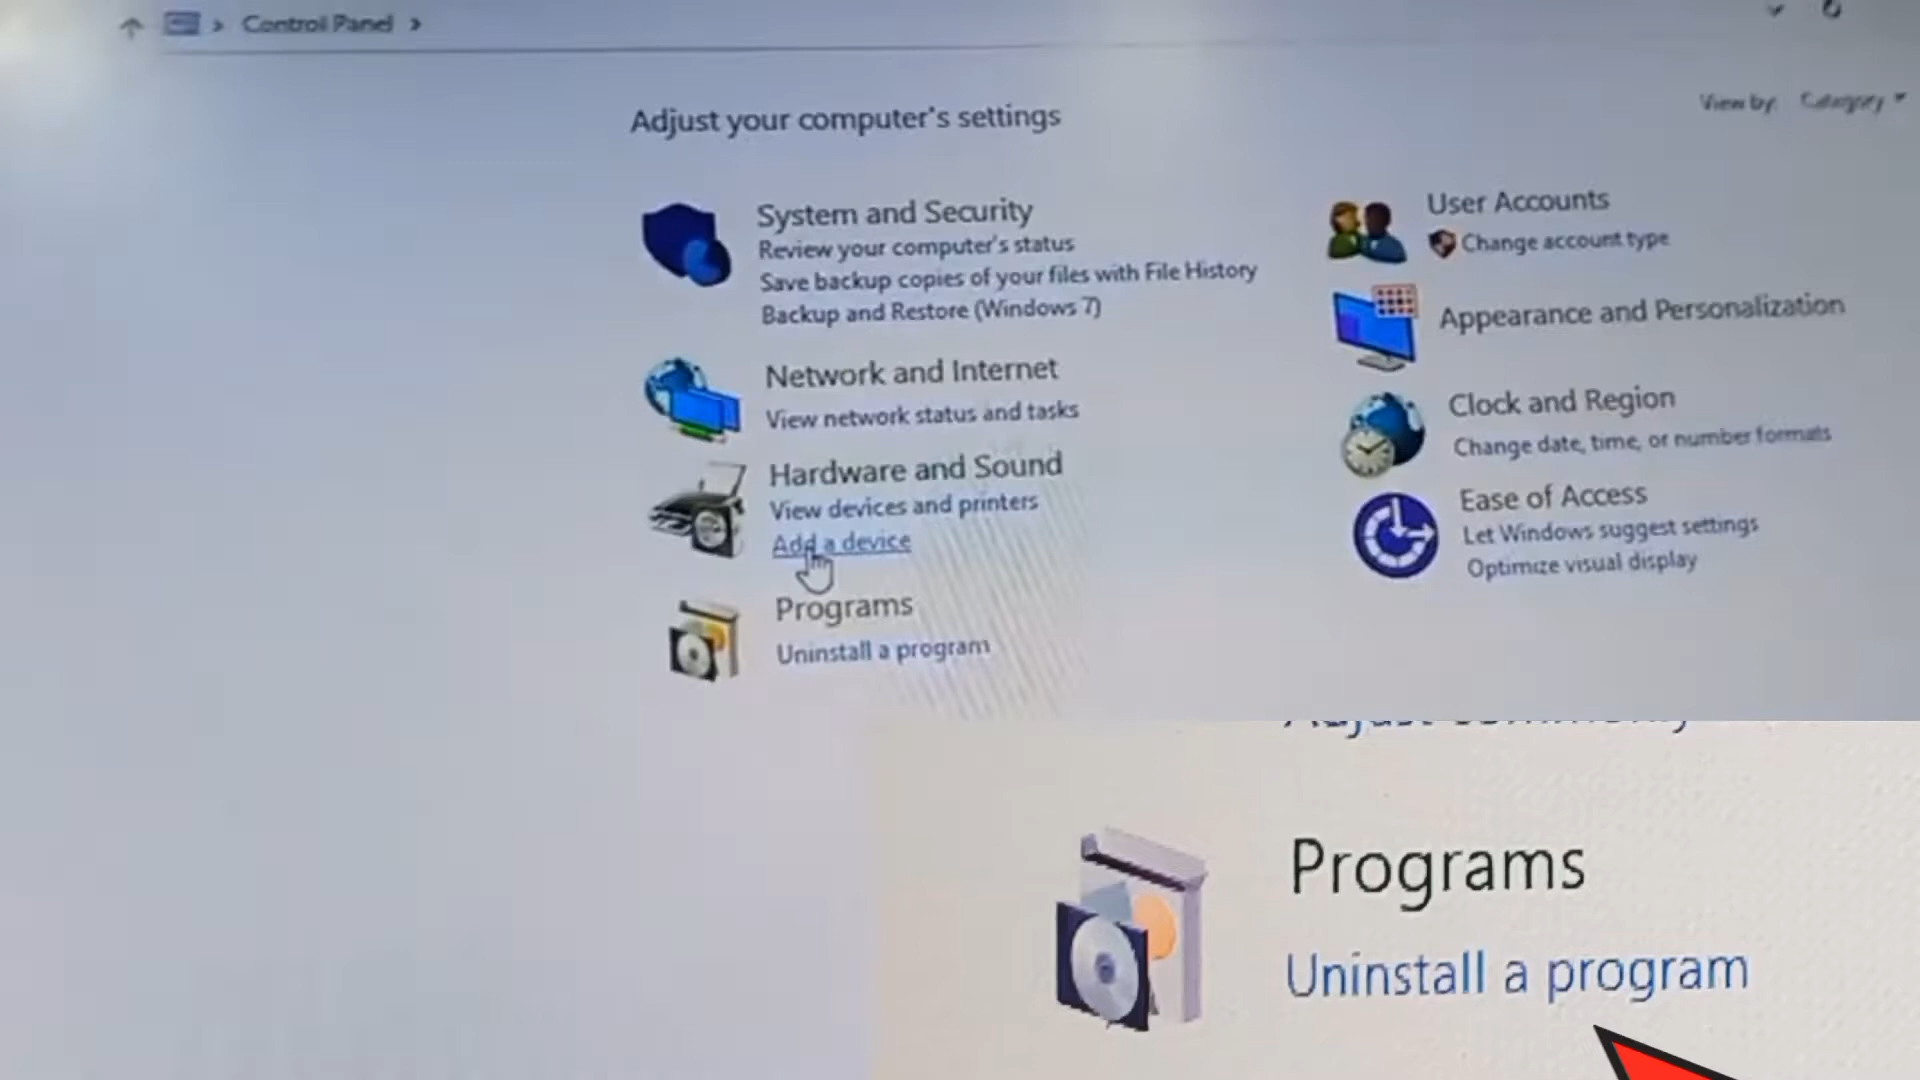 Control Panel
Adjust your computer's settings
View by: Category
System and Security
Review your computer's status
Save backup copies of your files with File History
Backup and Restore (Windows 7)
Network and Internet
View network status and tasks
Hardware and Sound
View devices and printers
Add a device
Programs
Uninstall a program
User Accounts
Change account type
Appearance and Personalization
Clock and Region
Change date, time, or number formats
Ease of Access
Let Windows suggest settings
Optimize visual display
Programs
Uninstall a program